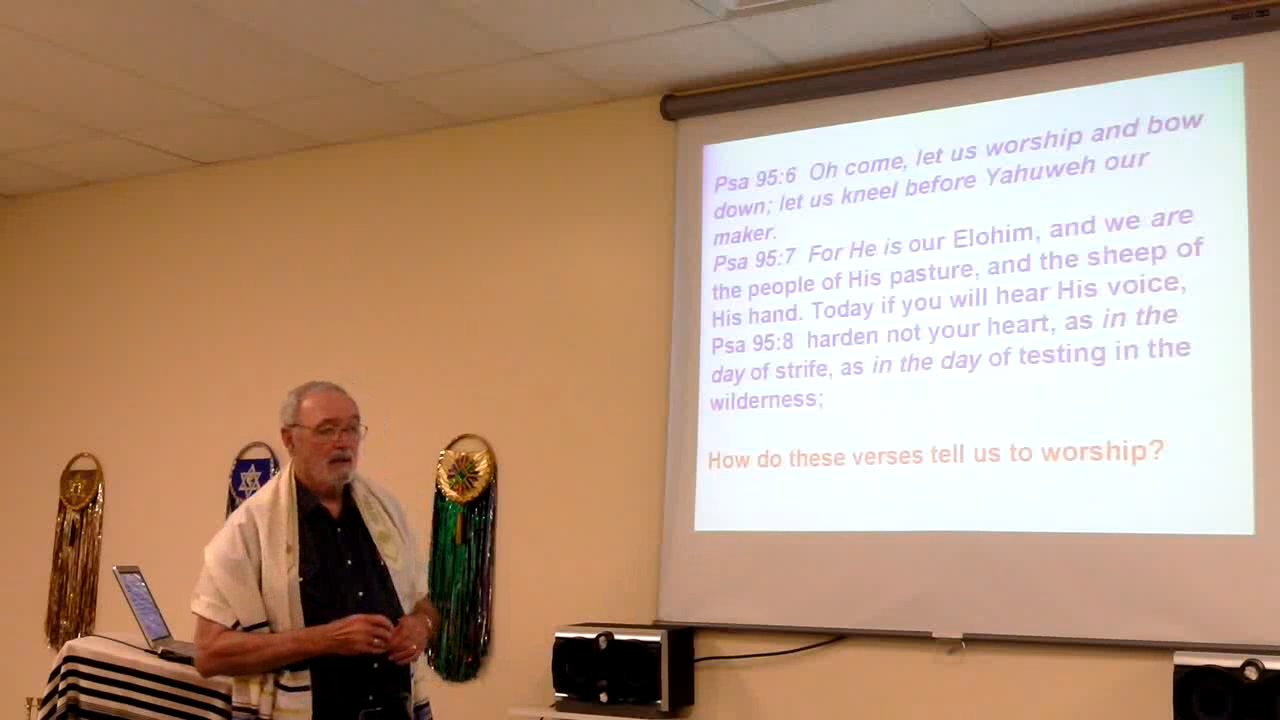 Psa 95:6  Oh come, let us worship and bow
down; let us kneel before Yahuweh our
maker.
Psa 95:7  For He is our Elohim, and we are
the people of His pasture, and the sheep of
His hand. Today if you will hear His voice,
Psa 95:8  harden not your heart, as in the
day of strife, as in the day of testing in the
wilderness;
How do these verses tell us to worship?